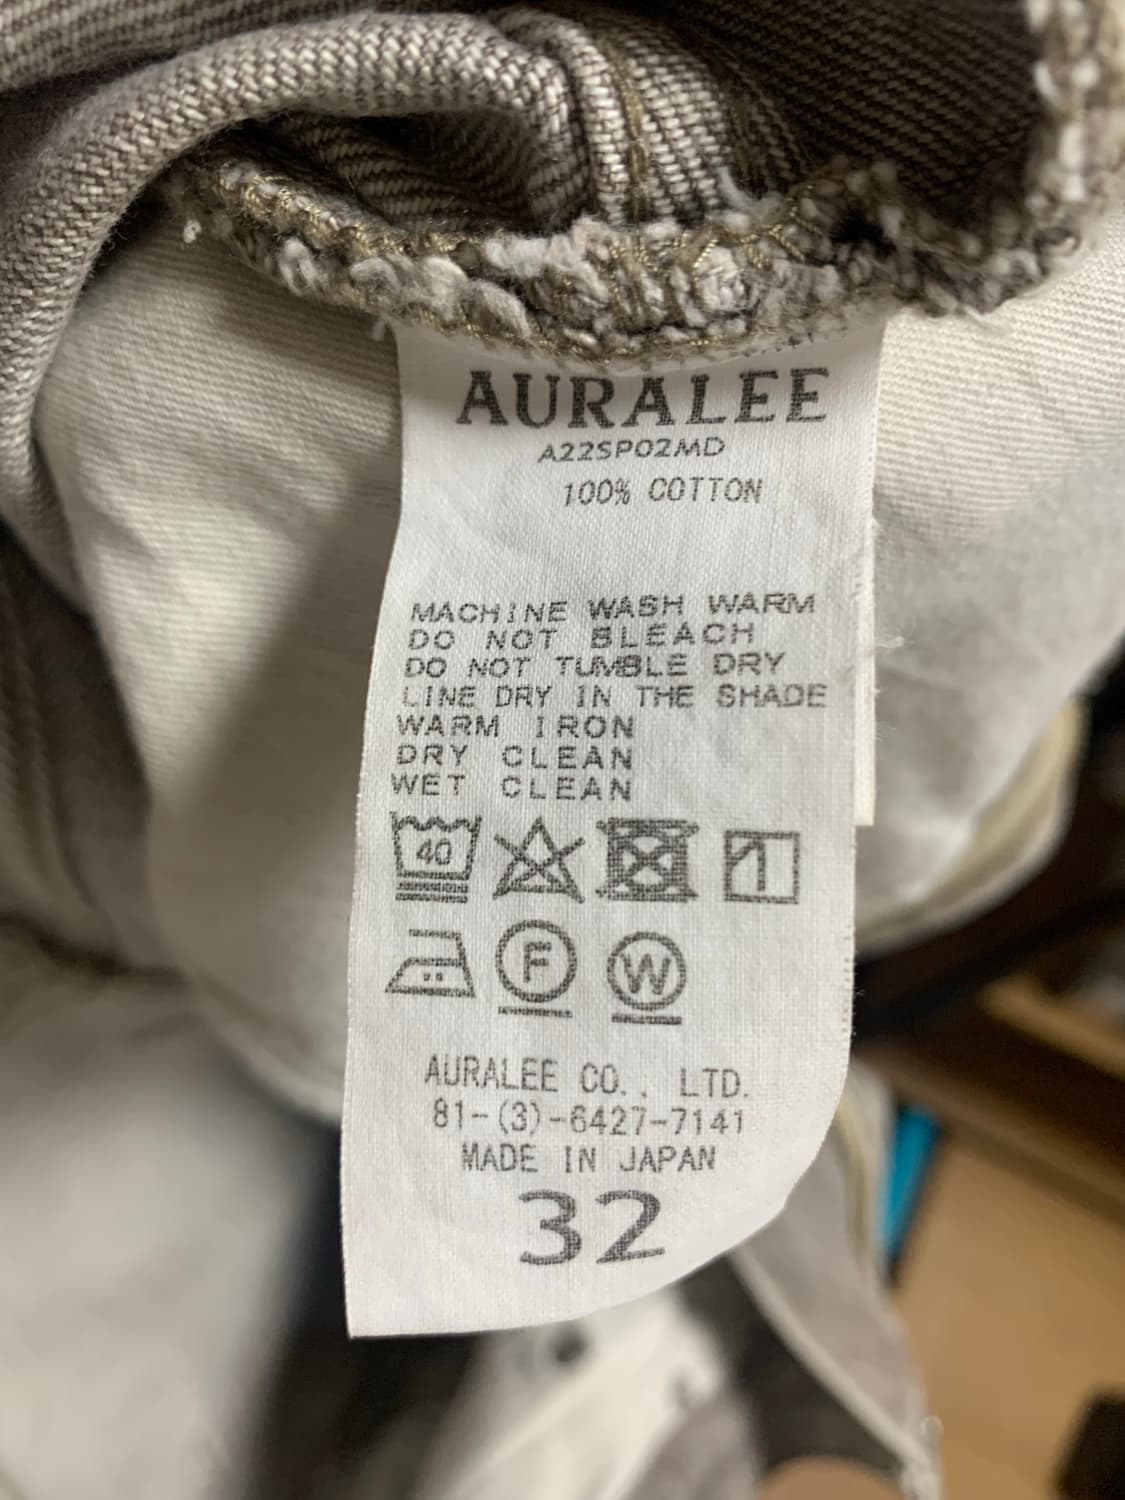 AURALEE
A22SP02MD
100% COTTON
MACHINE WASH WARM
DO NOT BLEACH
DO NOT TUMBLE DRY
LINE DRY IN THE SHADE
WARM IRON
DRY CLEAN
WET CLEAN
40
F
W
AURALEE CO., LTD.
81-(3)-6427-7141
MADE IN JAPAN
32